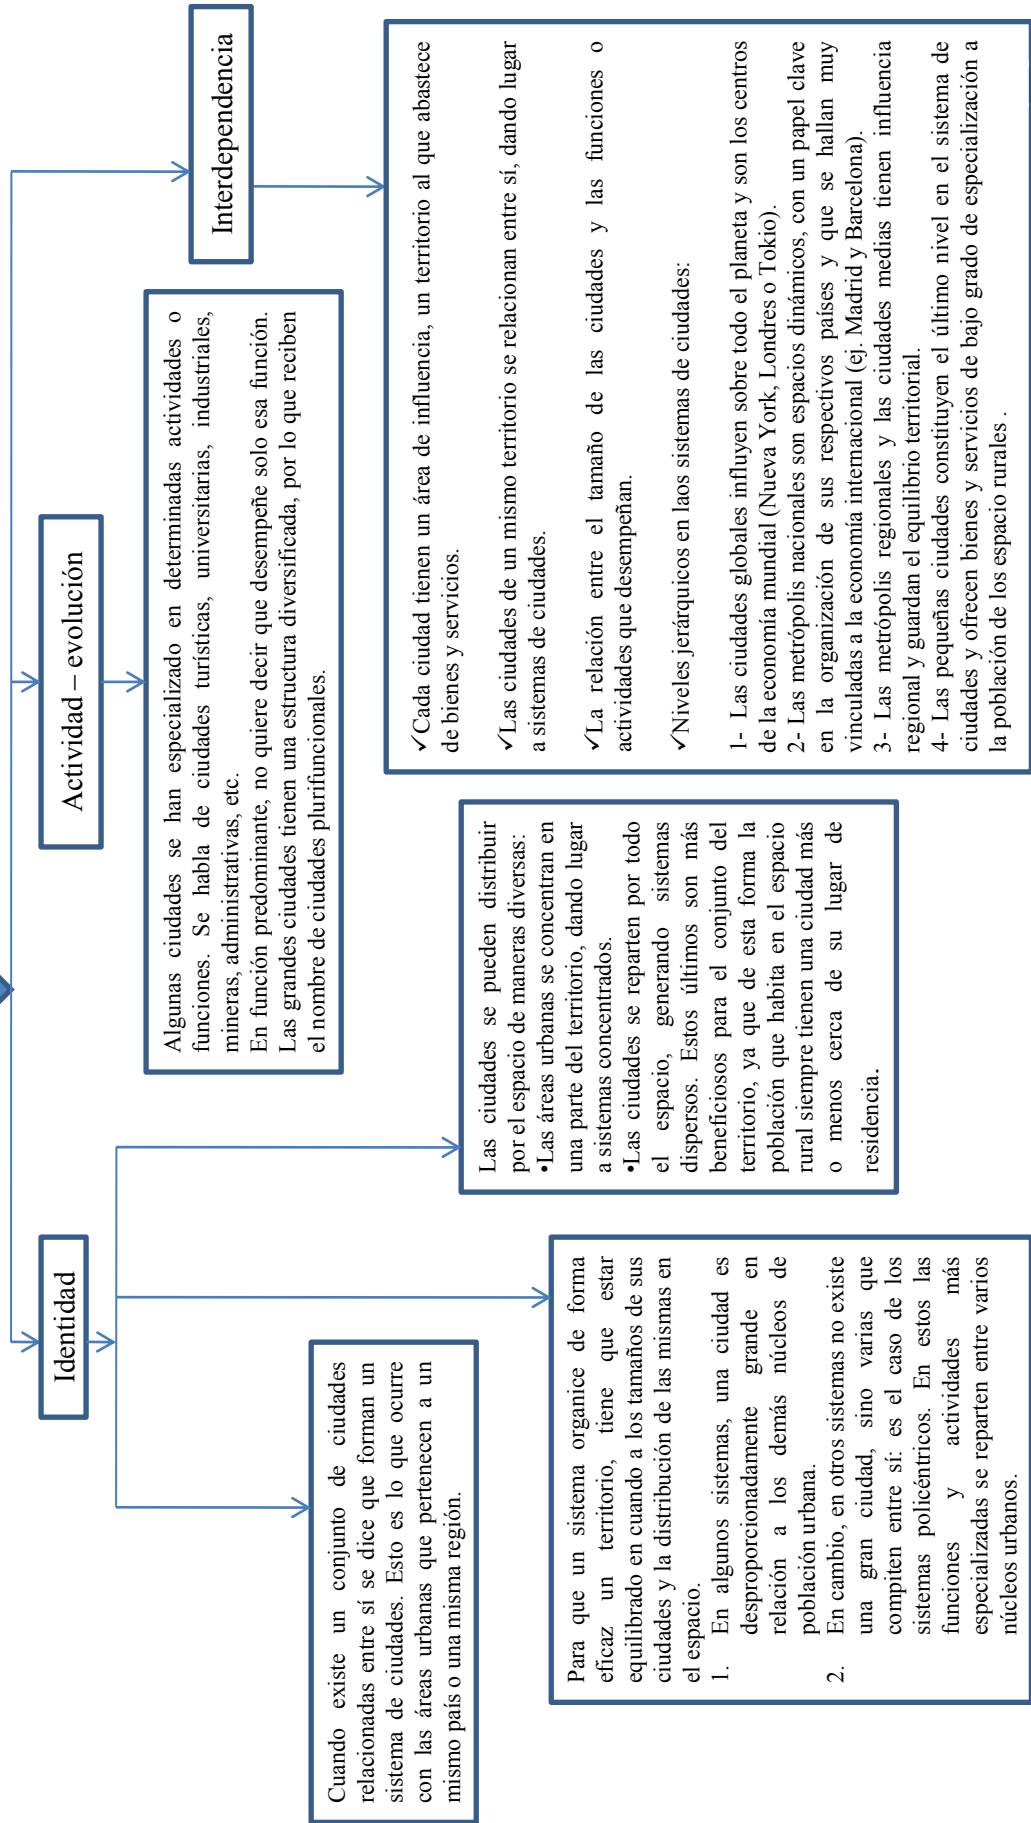 Identidad
Cuando existe un conjunto de ciudades
relacionadas entre sí se dice que forman un
sistema de ciudades. Esto es lo que ocurre
con las áreas urbanas que pertenecen a un
mismo país o una misma región.
Para que un sistema organice de forma
eficaz un territorio, tiene que estar
equilibrado en cuando a los tamaños de sus
ciudades y la distribución de las mismas en
el espacio.
1. En algunos sistemas, una ciudad es
desproporcionadamente grande en
relación a los demás núcleos de
población urbana.
2. En cambio, en otros sistemas no existe
una gran ciudad, sino varias que
compiten entre sí: es el caso de los
sistemas policéntricos. En estos las
funciones y actividades más
especializadas se reparten entre varios
núcleos urbanos.
Las ciudades se pueden distribuir
por el espacio de maneras diversas:
•Las áreas urbanas se concentran en
una parte del territorio, dando lugar
a sistemas concentrados.
•Las ciudades se reparten por todo
el espacio, generando sistemas
dispersos. Estos últimos son más
beneficiosos para el conjunto del
territorio, ya que de esta forma la
población que habita en el espacio
rural siempre tienen una ciudad más
o menos cerca de su lugar de
residencia.
Actividad – evolución
Algunas ciudades se han especializado en determinadas actividades o
funciones. Se habla de ciudades turísticas, universitarias, industriales,
mineras, administrativas, etc.
En función predominante, no quiere decir que desempeñe solo esa función.
Las grandes ciudades tienen una estructura diversificada, por lo que reciben
el nombre de ciudades plurifuncionales.
Interdependencia
✓Cada ciudad tienen un área de influencia, un territorio al que abastece
de bienes y servicios.
✓Las ciudades de un mismo territorio se relacionan entre sí, dando lugar
a sistemas de ciudades.
✓La relación entre el tamaño de las ciudades y las funciones o
actividades que desempeñan.
✓Niveles jerárquicos en laos sistemas de ciudades:
1- Las ciudades globales influyen sobre todo el planeta y son los centros
de la economía mundial (Nueva York, Londres o Tokio).
2- Las metrópolis nacionales son espacios dinámicos, con un papel clave
en la organización de sus respectivos países y que se hallan muy
vinculadas a la economía internacional (ej. Madrid y Barcelona).
3- Las metrópolis regionales y las ciudades medias tienen influencia
regional y guardan el equilibrio territorial.
4- Las pequeñas ciudades constituyen el último nivel en el sistema de
ciudades y ofrecen bienes y servicios de bajo grado de especialización a
la población de los espacio rurales .